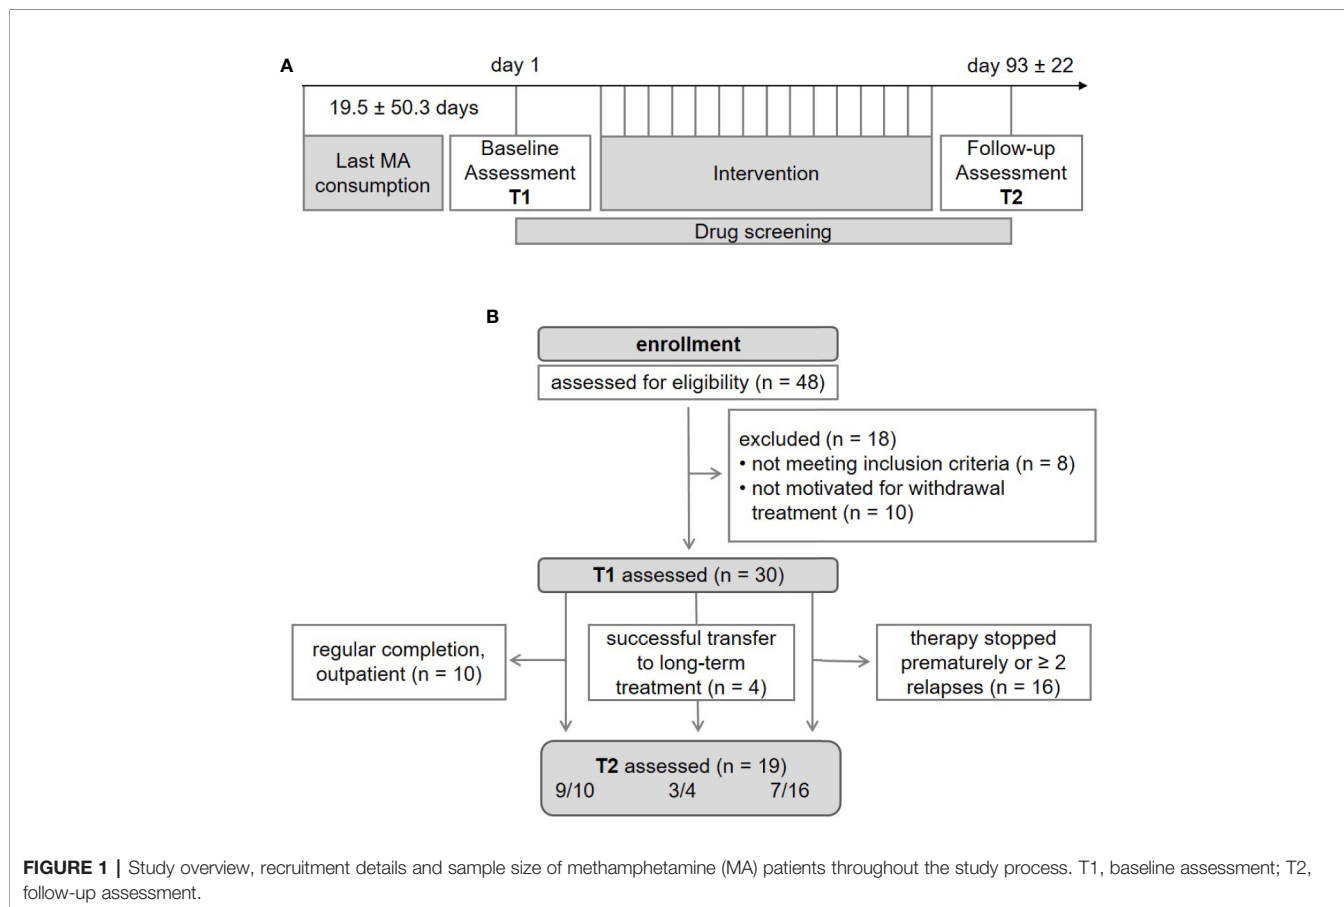 A
day 1
day 93 ± 22
19.5 ± 50.3 days
Last MA
consumption
Baseline
Assessment
T1
Intervention
Follow-up
Assessment
T2
Drug screening
B
enrollment
assessed for eligibility (n = 48)
excluded (n = 18)
• not meeting inclusion criteria (n = 8)
• not motivated for withdrawal
treatment (n = 10)
T1 assessed (n = 30)
regular completion,
outpatient (n = 10)
successful transfer
to long-term
treatment (n = 4)
therapy stopped
prematurely or ≥ 2
relapses (n = 16)
T2 assessed (n = 19)
9/10 3/4 7/16
FIGURE 1 | Study overview, recruitment details and sample size of methamphetamine (MA) patients throughout the study process. T1, baseline assessment; T2,
follow-up assessment.